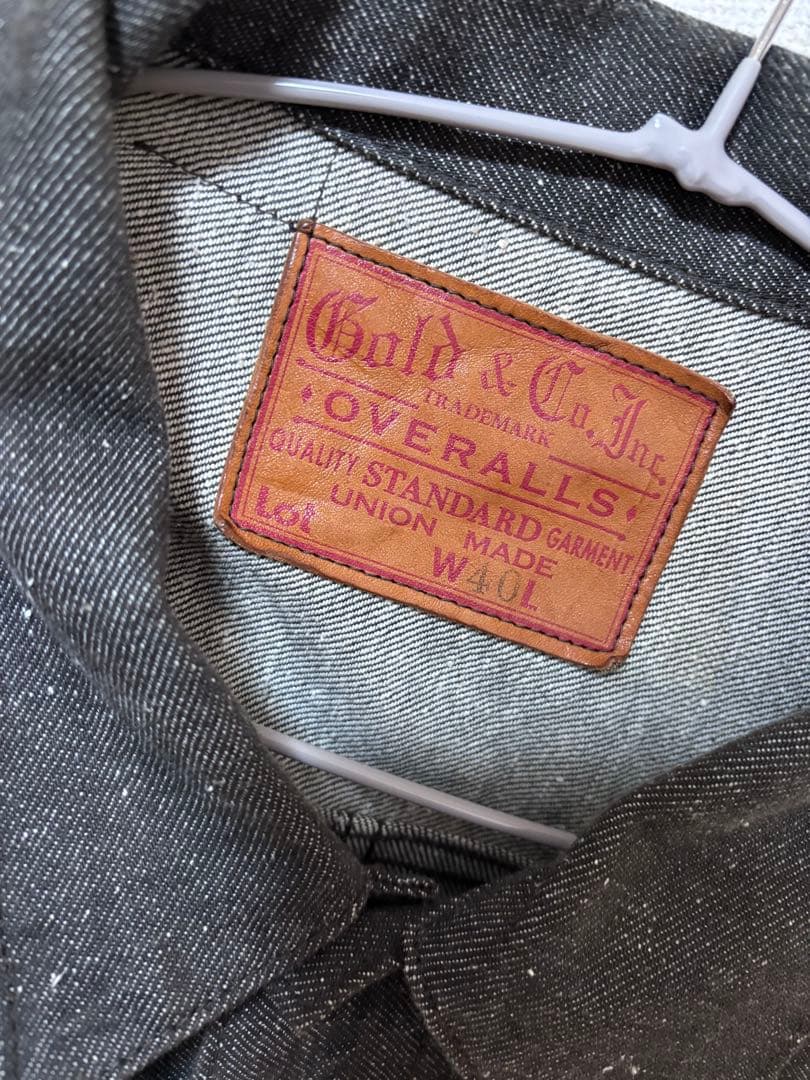 Gold & Co., Inc.
TRADEMARK
♦OVERALLS♦
QUALITY STANDARD GARMENT
UNION MADE
Lot
W40L